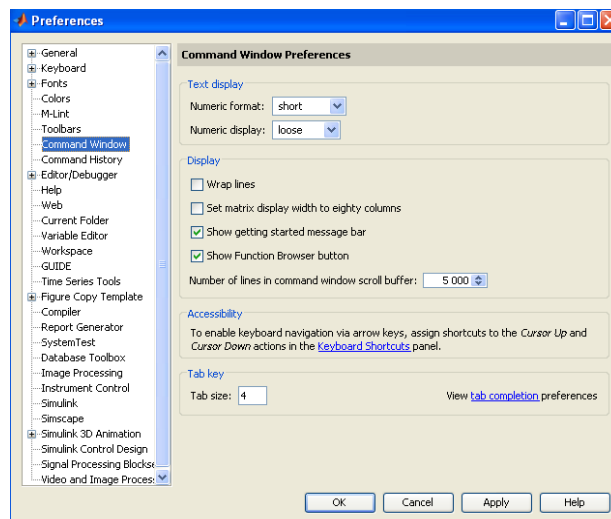 Preferences
General
Keyboard
Fonts
Colors
M-Lint
Toolbars
Command Window
Command History
Editor/Debugger
Help
Web
Current Folder
Variable Editor
Workspace
GUIDE
Time Series Tools
Figure Copy Template
Compiler
Report Generator
SystemTest
Database Toolbox
Image Processing
Instrument Control
Simulink
Simscape
Simulink 3D Animation
Simulink Control Design
Signal Processing Blockse
Video and Image Proces
Command Window Preferences
Text display
Numeric format: short
Numeric display: loose
Display
Wrap lines
Set matrix display width to eighty columns
Show getting started message bar
Show Function Browser button
Number of lines in command window scroll buffer: 5 000
Accessibility
To enable keyboard navigation via arrow keys, assign shortcuts to the Cursor Up and
Cursor Down actions in the Keyboard Shortcuts panel.
Tab key
Tab size: 4 View tab completion preferences
OK Cancel Apply Help